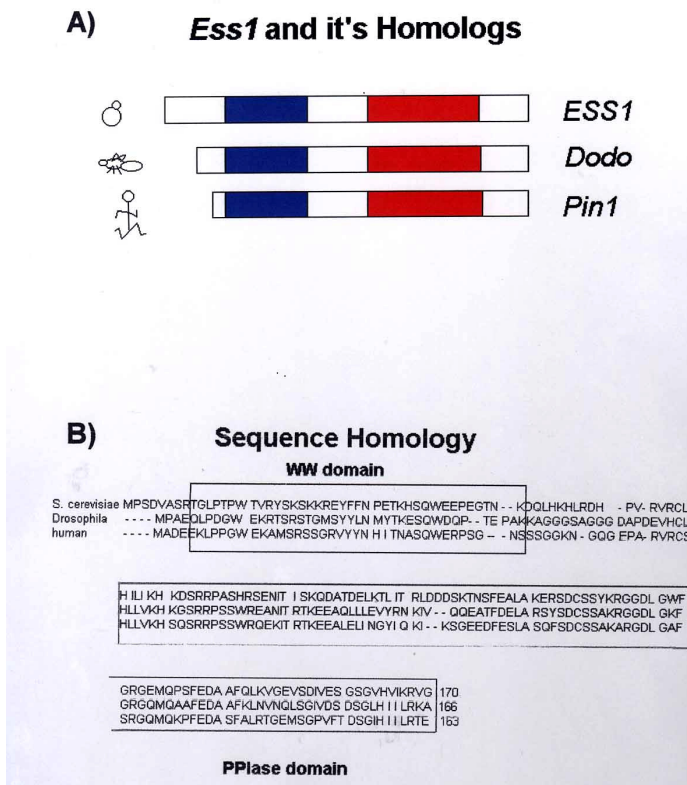 A) Ess1 and it's Homologs
ESS1
Dodo
Pin1
B) Sequence Homology
WW domain
S. cerevisiae MPSDVASRTGLPTPW TVRYSKSKKREYFFN PETKHSQWEEPEGTN - - KDQLHKHLRDH - PV- RVRCL
Drosophila - - - - MPAEQLPDGW EKRTSRSTGMSYYLN MYTKESQWDQP- - TE PAKKAGGGSAGGG DAPDEVHCL
human - - - - MADEEKLPPGW EKAMSRSSGRVYYN H I TNASQWERPSG - - NSSSGGKN - GQG EPA- RVRCS
H ILI KH KDSRRPASHRSENIT I SKQDATDELKTL IT RLDDDSKTNSFEALA KERSDCSSYKRGGDL GWF
HLLVKH KGSRRPSSWREANIT RTKEEAQLLLEVYRN KIV- - QQEATFDELA RSYSDCSSAKRGGDL GKF
HLLVKH SQSRRPSSWRQEKIT RTKEEALELI NGYI Q KI- - KSGEEDFESLA SQFSDCSSAKARGDL GAF
GRGEMQPSFEDA AFQLKVGEVSDIVES GSGVHVIKRVG 170
GRGQMQAAFEDA AFKLNVNQLSGIVDS DSGLH I ILRKA 166
SRGQMQKPFEDA SFALRTGEMSGPVFT DSGIH I ILRTE 163
PPIase domain